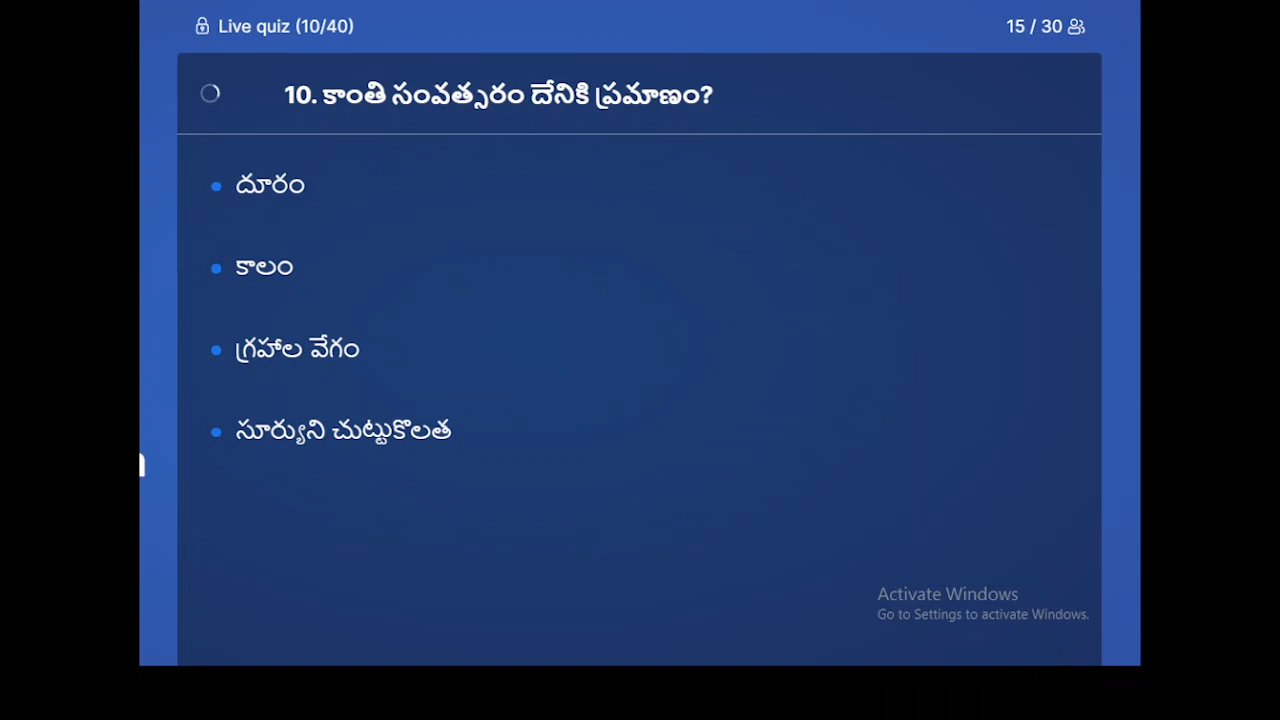 Live quiz (10/40)
15 / 30
10. కాంతి సంవత్సరం దేనికి ప్రమాణం?
దూరం
కాలం
గ్రహాల వేగం
సూర్యుని చుట్టుకొలత
Activate Windows
Go to Settings to activate Windows.